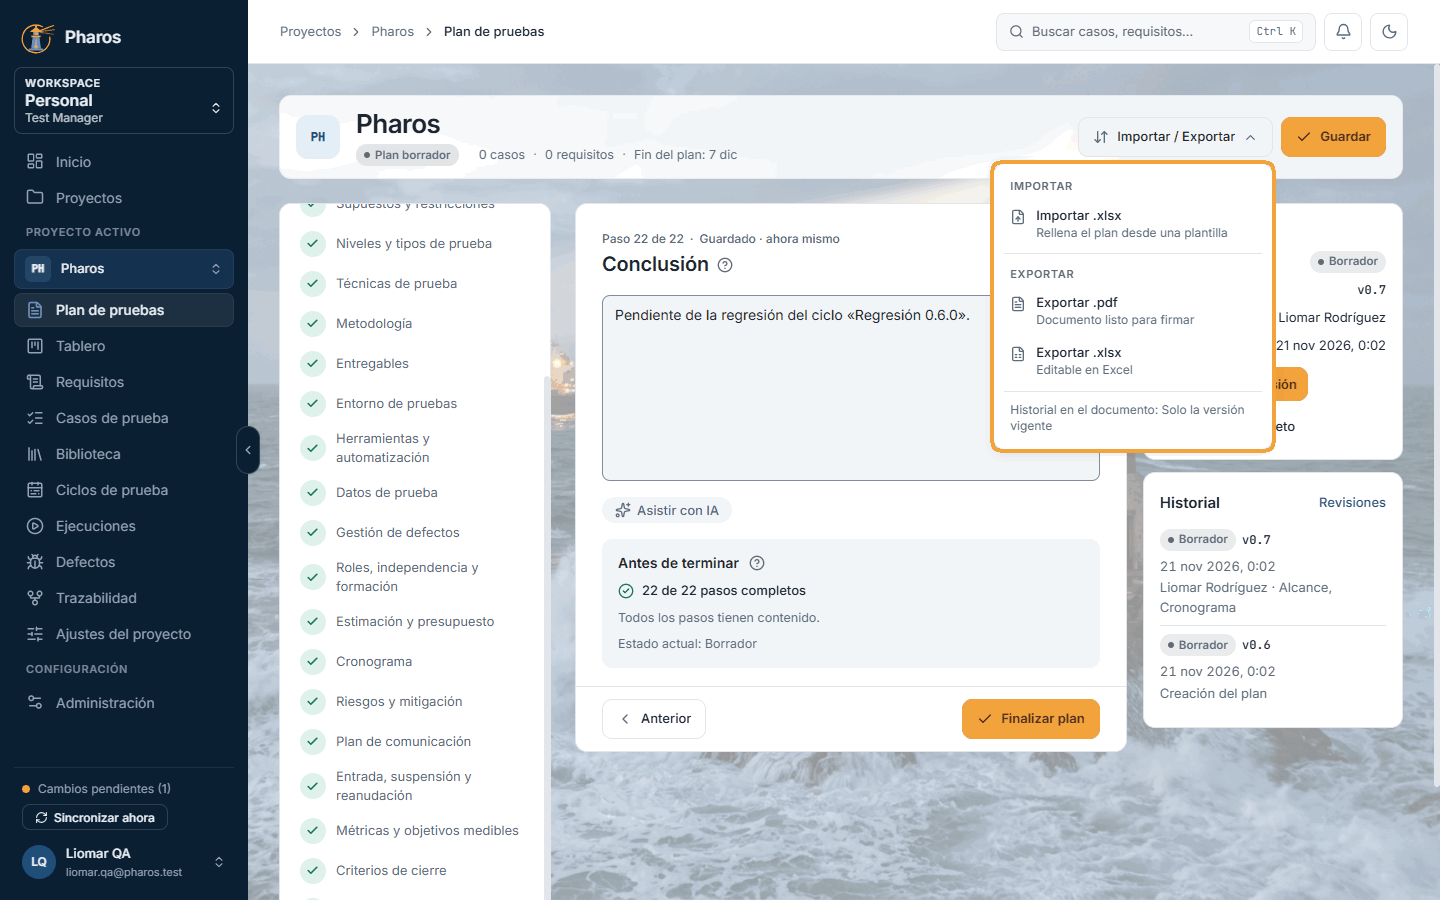 Pharos
WORKSPACE
Personal
Test Manager
Inicio
Proyectos
PROYECTO ACTIVO
PH Pharos
Plan de pruebas
Tablero
Requisitos
Casos de prueba
Biblioteca
Ciclos de prueba
Ejecuciones
Defectos
Trazabilidad
Ajustes del proyecto
CONFIGURACIÓN
Administración
Cambios pendientes (1)
Sincronizar ahora
LQ
Liomar QA
liomar.qa@pharos.test
Proyectos > Pharos > Plan de pruebas
Buscar casos, requisitos... Ctrl K
PH
Pharos
Plan borrador 0 casos · 0 requisitos · Fin del plan: 7 dic
Importar / Exportar
Guardar
IMPORTAR
Importar .xlsx
Rellena el plan desde una plantilla
EXPORTAR
Exportar .pdf
Documento listo para firmar
Exportar .xlsx
Editable en Excel
Historial en el documento: Solo la versión
vigente
Supuestos y restricciones
Niveles y tipos de prueba
Técnicas de prueba
Metodología
Entregables
Entorno de pruebas
Herramientas y
automatización
Datos de prueba
Gestión de defectos
Roles, independencia y
formación
Estimación y presupuesto
Cronograma
Riesgos y mitigación
Plan de comunicación
Entrada, suspensión y
reanudación
Métricas y objetivos medibles
Criterios de cierre
Paso 22 de 22 · Guardado · ahora mismo
Conclusión
Pendiente de la regresión del ciclo «Regresión 0.6.0».
Asistir con IA
Antes de terminar
22 de 22 pasos completos
Todos los pasos tienen contenido.
Estado actual: Borrador
Anterior
Finalizar plan
Borrador
v0.7
Liomar Rodríguez
21 nov 2026, 0:02
ión
eto
Historial
Revisiones
Borrador v0.7
21 nov 2026, 0:02
Liomar Rodríguez · Alcance,
Cronograma
Borrador v0.6
21 nov 2026, 0:02
Creación del plan